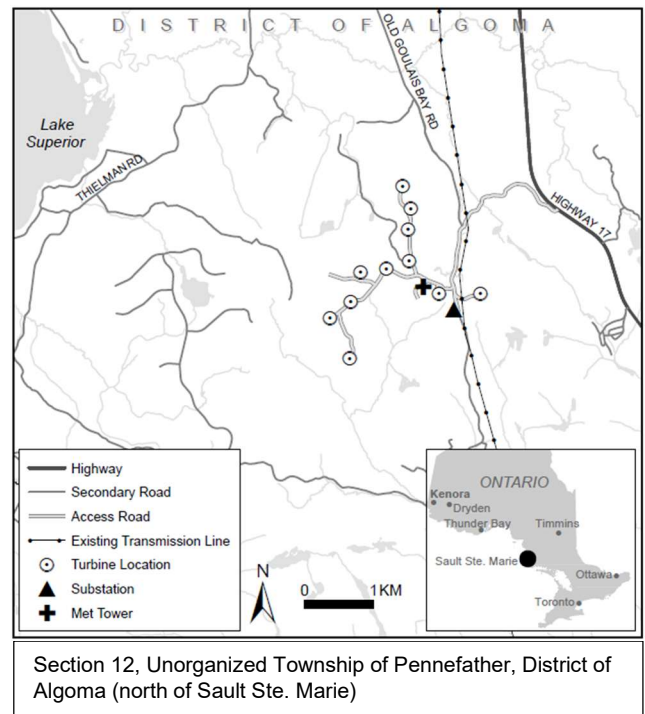 DISTRICT OF ALGOMA
OLD GOULAIS BAY RD
Lake
Superior
THIELMAN RD
HIGHWAY 17
Highway
Secondary Road
Access Road
Existing Transmission Line
Turbine Location
Substation
Met Tower
N
0 1KM
ONTARIO
Kenora
Dryden
Thunder Bay
Timmins
Sault Ste. Marie
Ottawa
Toronto
Section 12, Unorganized Township of Pennefather, District of
Algoma (north of Sault Ste. Marie)